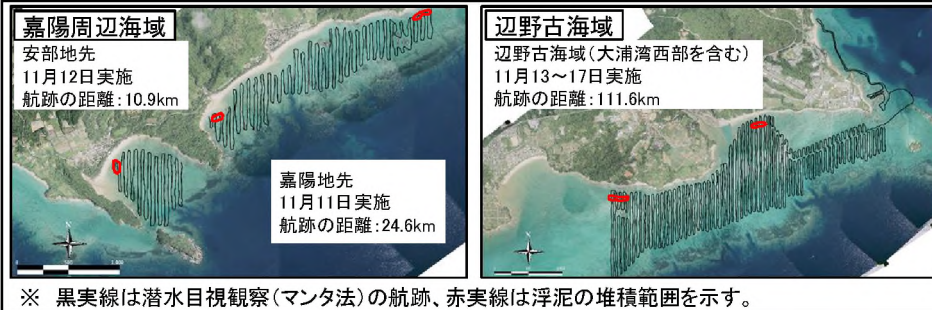 嘉陽周辺海域
安部地先
11月12日実施
航跡の距離：10.9km
嘉陽地先
11月11日実施
航跡の距離：24.6km
辺野古海域
辺野古海域（大浦湾西部を含む）
11月13～17日実施
航跡の距離：111.6km
※　黒実線は潜水目視観察（マンタ法）の航跡、赤実線は浮泥の堆積範囲を示す。